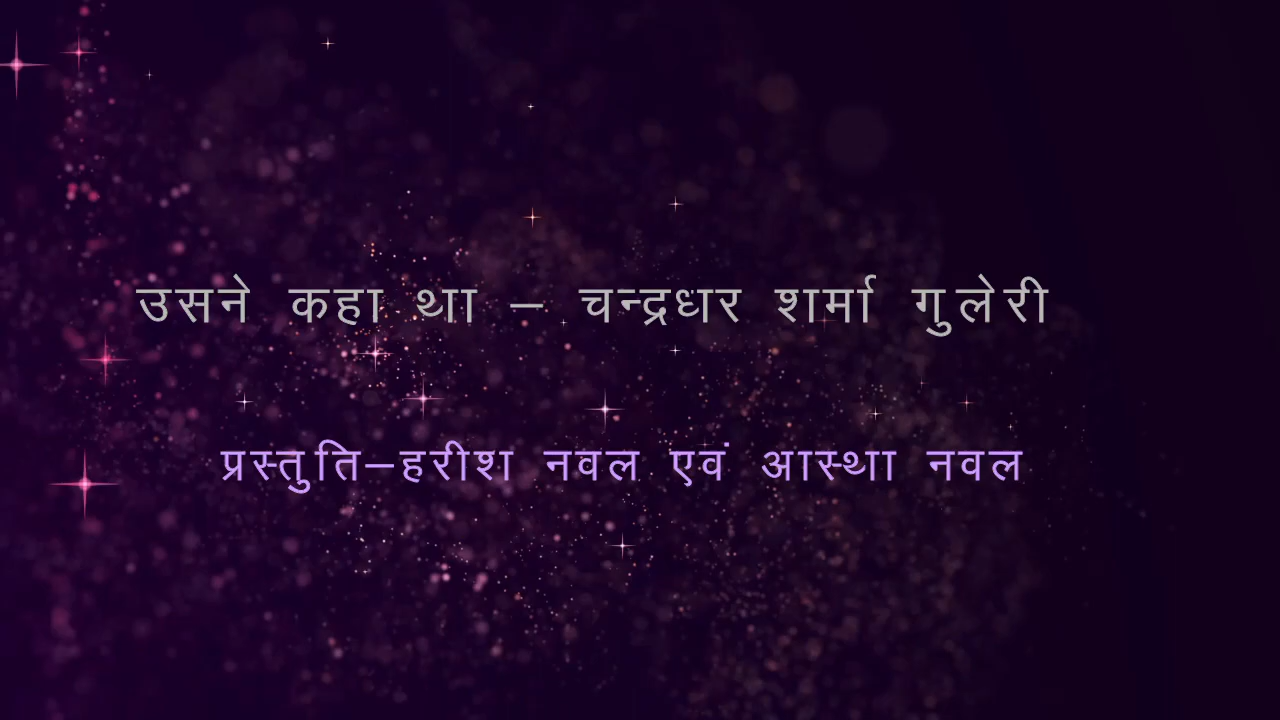 उसने कहा था – चन्द्रधर शर्मा गुलेरी
प्रस्तुति–हरीश नवल एवं आस्था नवल